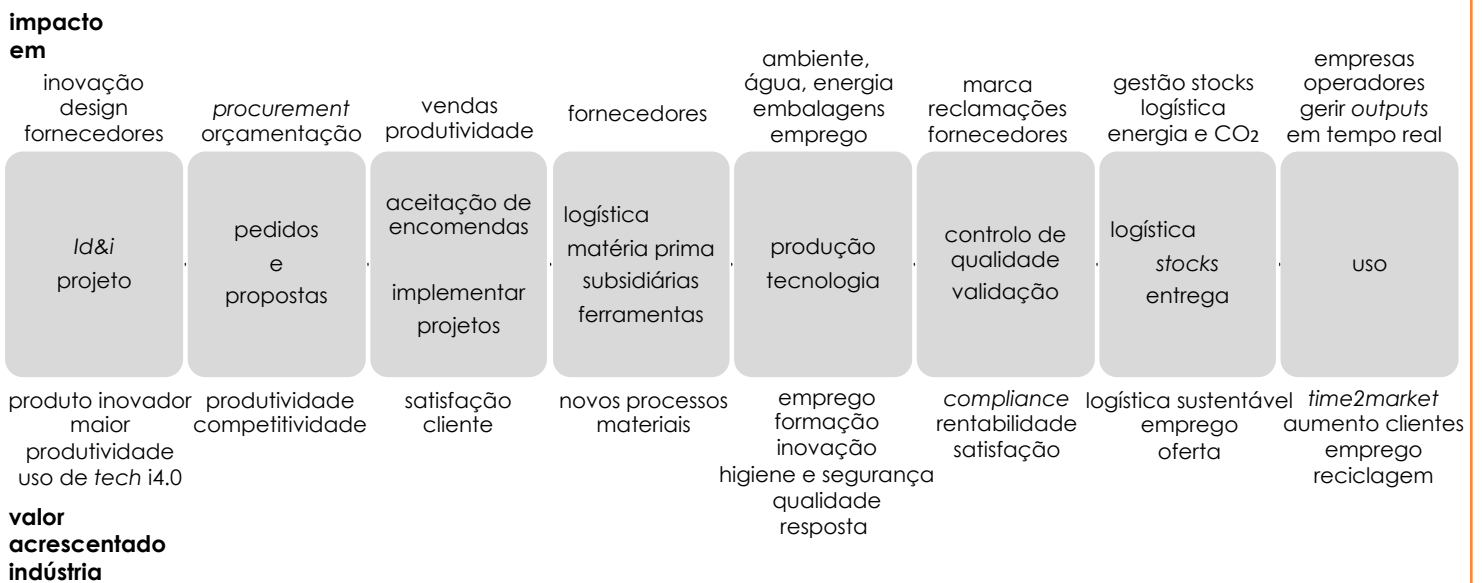 impacto
em
inovação
design
fornecedores
procurement
orçamentação
vendas
produtividade
fornecedores
ambiente,
água, energia
embalagens
emprego
marca
reclamações
fornecedores
gestão stocks
logística
energia e CO2
empresas
operadores
gerir outputs
em tempo real
Id&i
projeto
pedidos
e
propostas
aceitação de
encomendas
implementar
projetos
logística
matéria prima
subsidiárias
ferramentas
produção
tecnologia
controlo de
qualidade
validação
logística
stocks
entrega
uso
produto inovador
maior
produtividade
uso de tech i4.0
produtividade
competitividade
satisfação
cliente
novos processos
materiais
emprego
formação
inovação
higiene e segurança
qualidade
resposta
compliance
rentabilidade
satisfação
logística sustentável
emprego
oferta
time2market
aumento clientes
emprego
reciclagem
valor
acrescentado
indústria